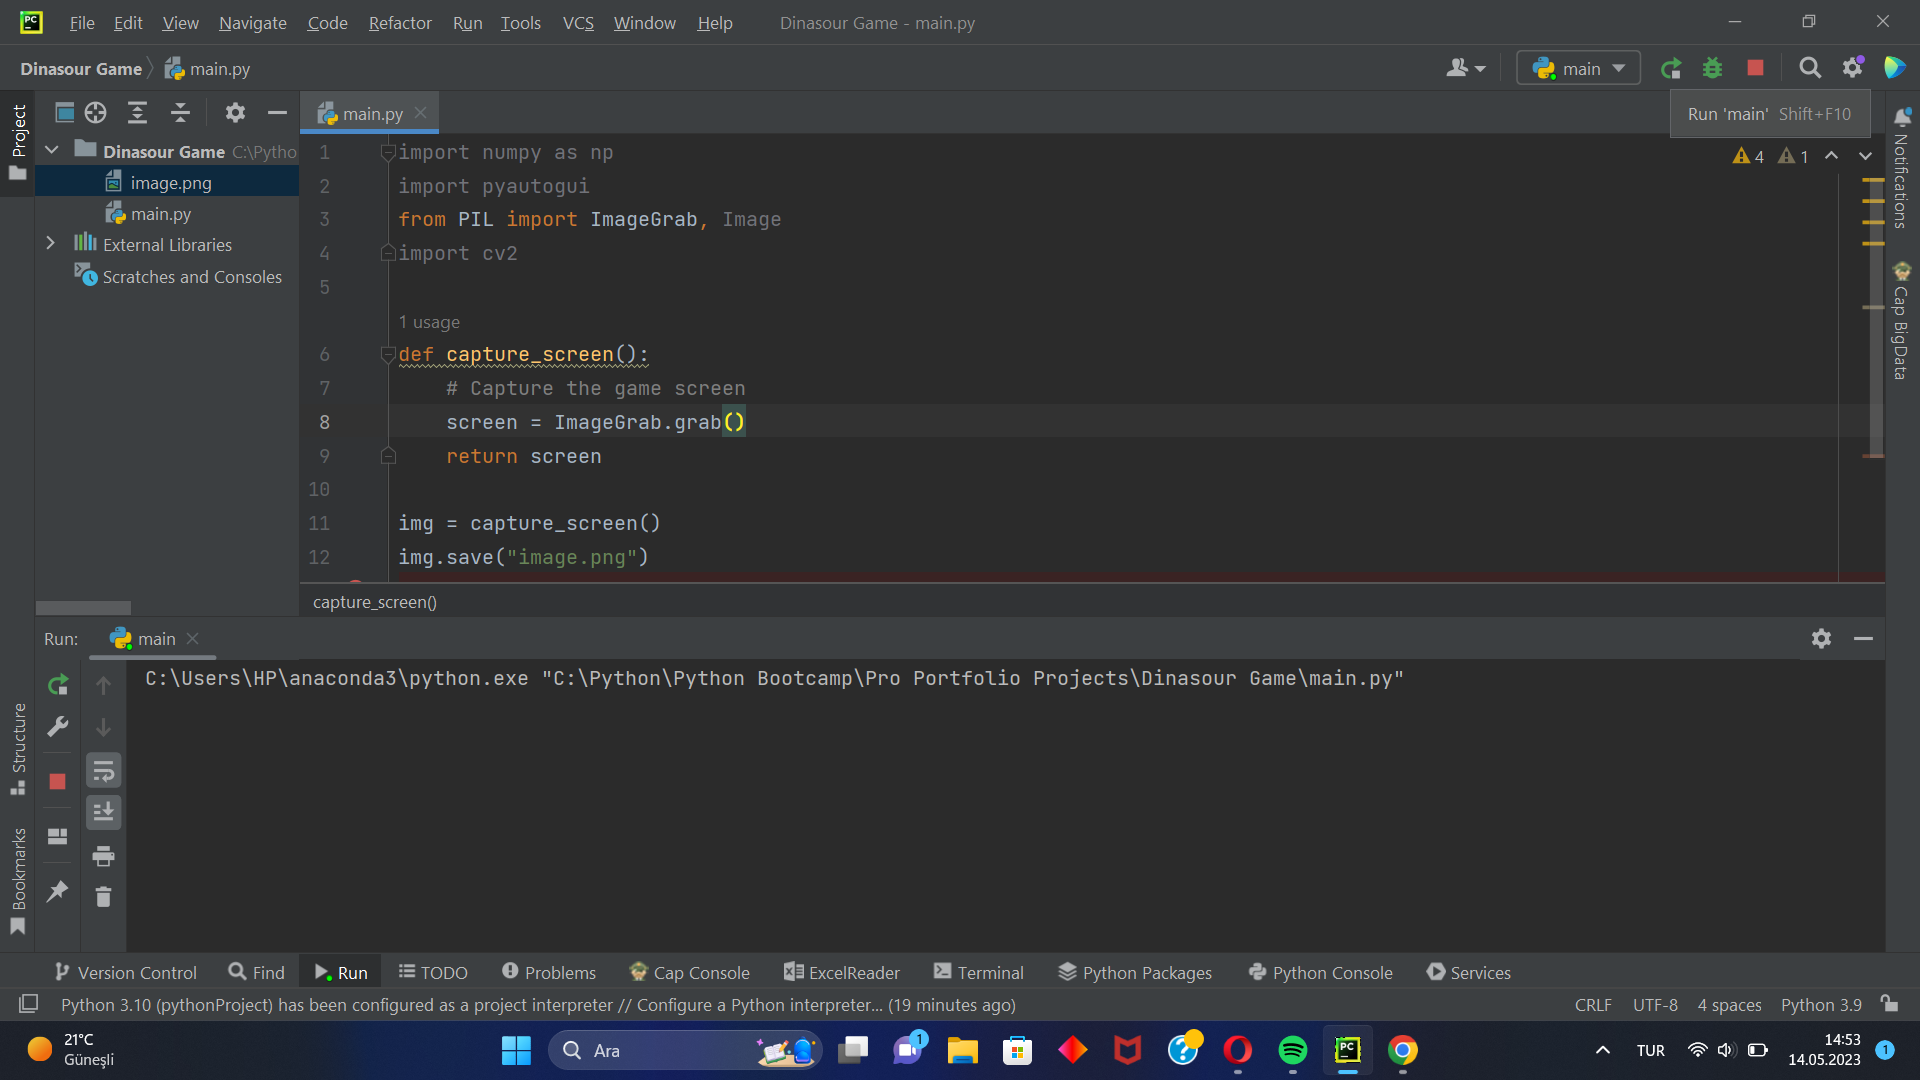 File Edit View Navigate Code Refactor Run Tools VCS Window Help Dinasour Game - main.py
Dinasour Game main.py main
Run 'main' Shift+F10
Project
main.py
4 1
Dinasour Game C:\Pytho
image.png
main.py
External Libraries
Scratches and Consoles
1 import numpy as np
2 import pyautogui
3 from PIL import ImageGrab, Image
4 import cv2
5
1 usage
6 def capture_screen():
7 # Capture the game screen
8 screen = ImageGrab.grab()
9 return screen
10
11 img = capture_screen()
12 img.save("image.png")
capture_screen()
Notifications
Cap BigData
Run: main
C:\Users\HP\anaconda3\python.exe "C:\Python\Python Bootcamp\Pro Portfolio Projects\Dinasour Game\main.py"
Structure
Bookmarks
Version Control Find Run TODO Problems Cap Console ExcelReader Terminal Python Packages Python Console Services
Python 3.10 (pythonProject) has been configured as a project interpreter // Configure a Python interpreter... (19 minutes ago) CRLF UTF-8 4 spaces Python 3.9
21°C
Güneşli
Ara
1
PC
TUR
14:53
14.05.2023
1